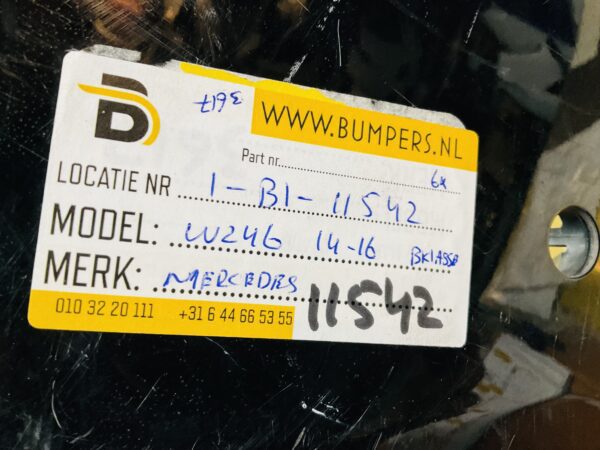 WWW.BUMPERS.NL
Part nr. 6x
LOCATIE NR 1-B1-11542
MODEL: W246 14-16 BKLASSE
MERK: MERCEDES
010 32 20 111 +31 6 44 66 53 55 11542